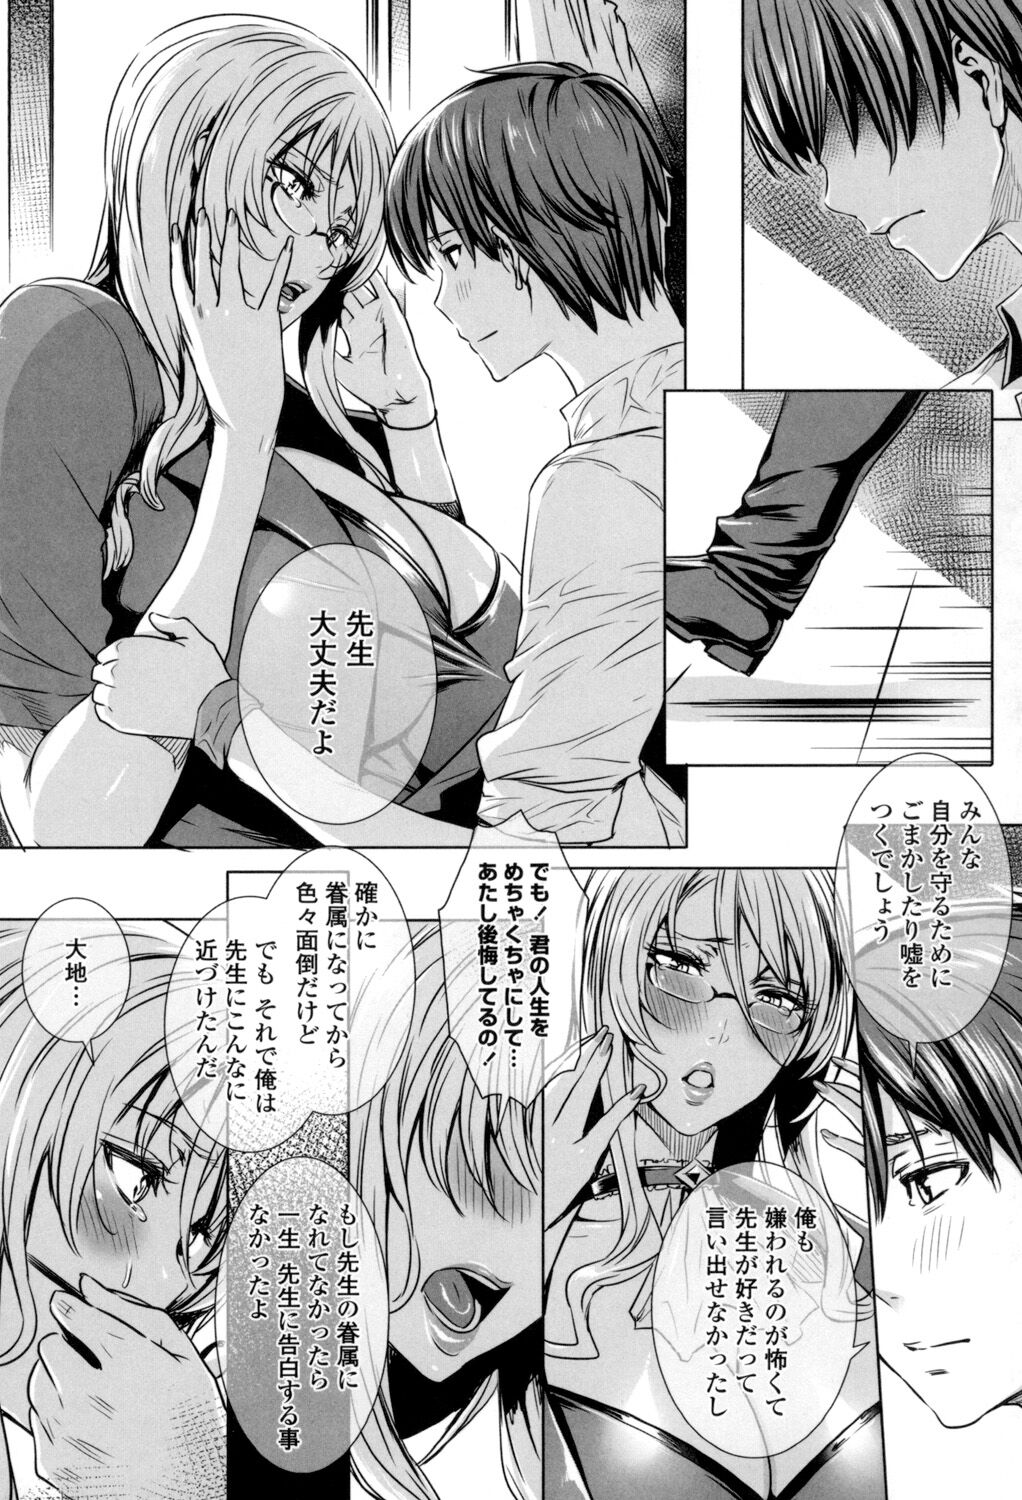 先生
大丈夫だよ
みんな
自分を守るために
ごまかしたり嘘を
つくでしょう
俺も
嫌われるのが怖くて
先生が好きだって
言い出せなかったし
でも！君の人生を
めちゃくちゃにして…
あたし後悔してるの！
確かに
眷属になってから
色々面倒だけど
でも それで俺は
先生にこんなに
近づけたんだ
もし先生の眷属に
なれてなかったら
一生 先生に告白する事
なかったよ
大地…